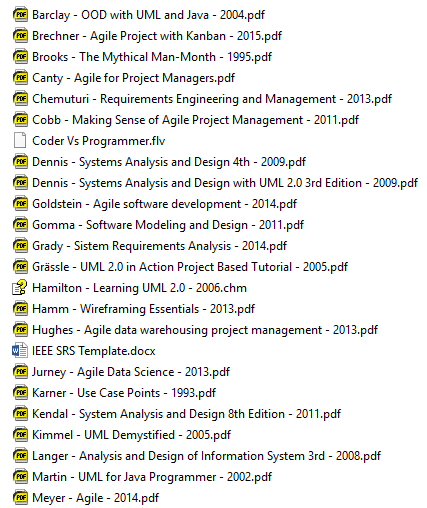 Barclay - OOD with UML and Java - 2004.pdf
Brechner - Agile Project with Kanban - 2015.pdf
Brooks - The Mythical Man-Month - 1995.pdf
Canty - Agile for Project Managers.pdf
Chemuturi - Requirements Engineering and Management - 2013.pdf
Cobb - Making Sense of Agile Project Management - 2011.pdf
Coder Vs Programmer.flv
Dennis - Systems Analysis and Design 4th - 2009.pdf
Dennis - Systems Analysis and Design with UML 2.0 3rd Edition - 2009.pdf
Goldstein - Agile software development - 2014.pdf
Gomma - Software Modeling and Design - 2011.pdf
Grady - Sistem Requirements Analysis - 2014.pdf
Grässle - UML 2.0 in Action Project Based Tutorial - 2005.pdf
Hamilton - Learning UML 2.0 - 2006.chm
Hamm - Wireframing Essentials - 2013.pdf
Hughes - Agile data warehousing project management - 2013.pdf
IEEE SRS Template.docx
Jurney - Agile Data Science - 2013.pdf
Karner - Use Case Points - 1993.pdf
Kendal - System Analysis and Design 8th Edition - 2011.pdf
Kimmel - UML Demystified - 2005.pdf
Langer - Analysis and Design of Information System 3rd - 2008.pdf
Martin - UML for Java Programmer - 2002.pdf
Meyer - Agile - 2014.pdf